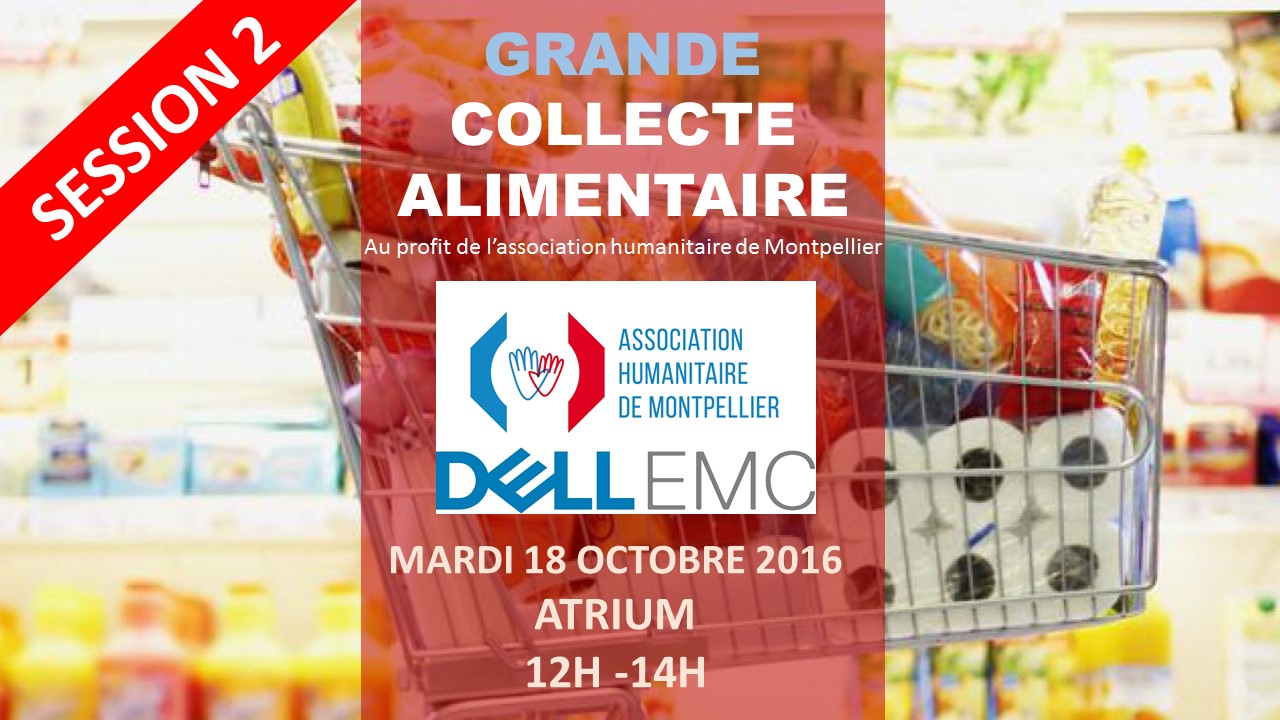 SESSION 2
GRANDE
COLLECTE
ALIMENTAIRE
Au profit de l’association humanitaire de Montpellier
ASSOCIATION
HUMANITAIRE
DE MONTPELLIER
DELL EMC
MARDI 18 OCTOBRE 2016
ATRIUM
12H -14H